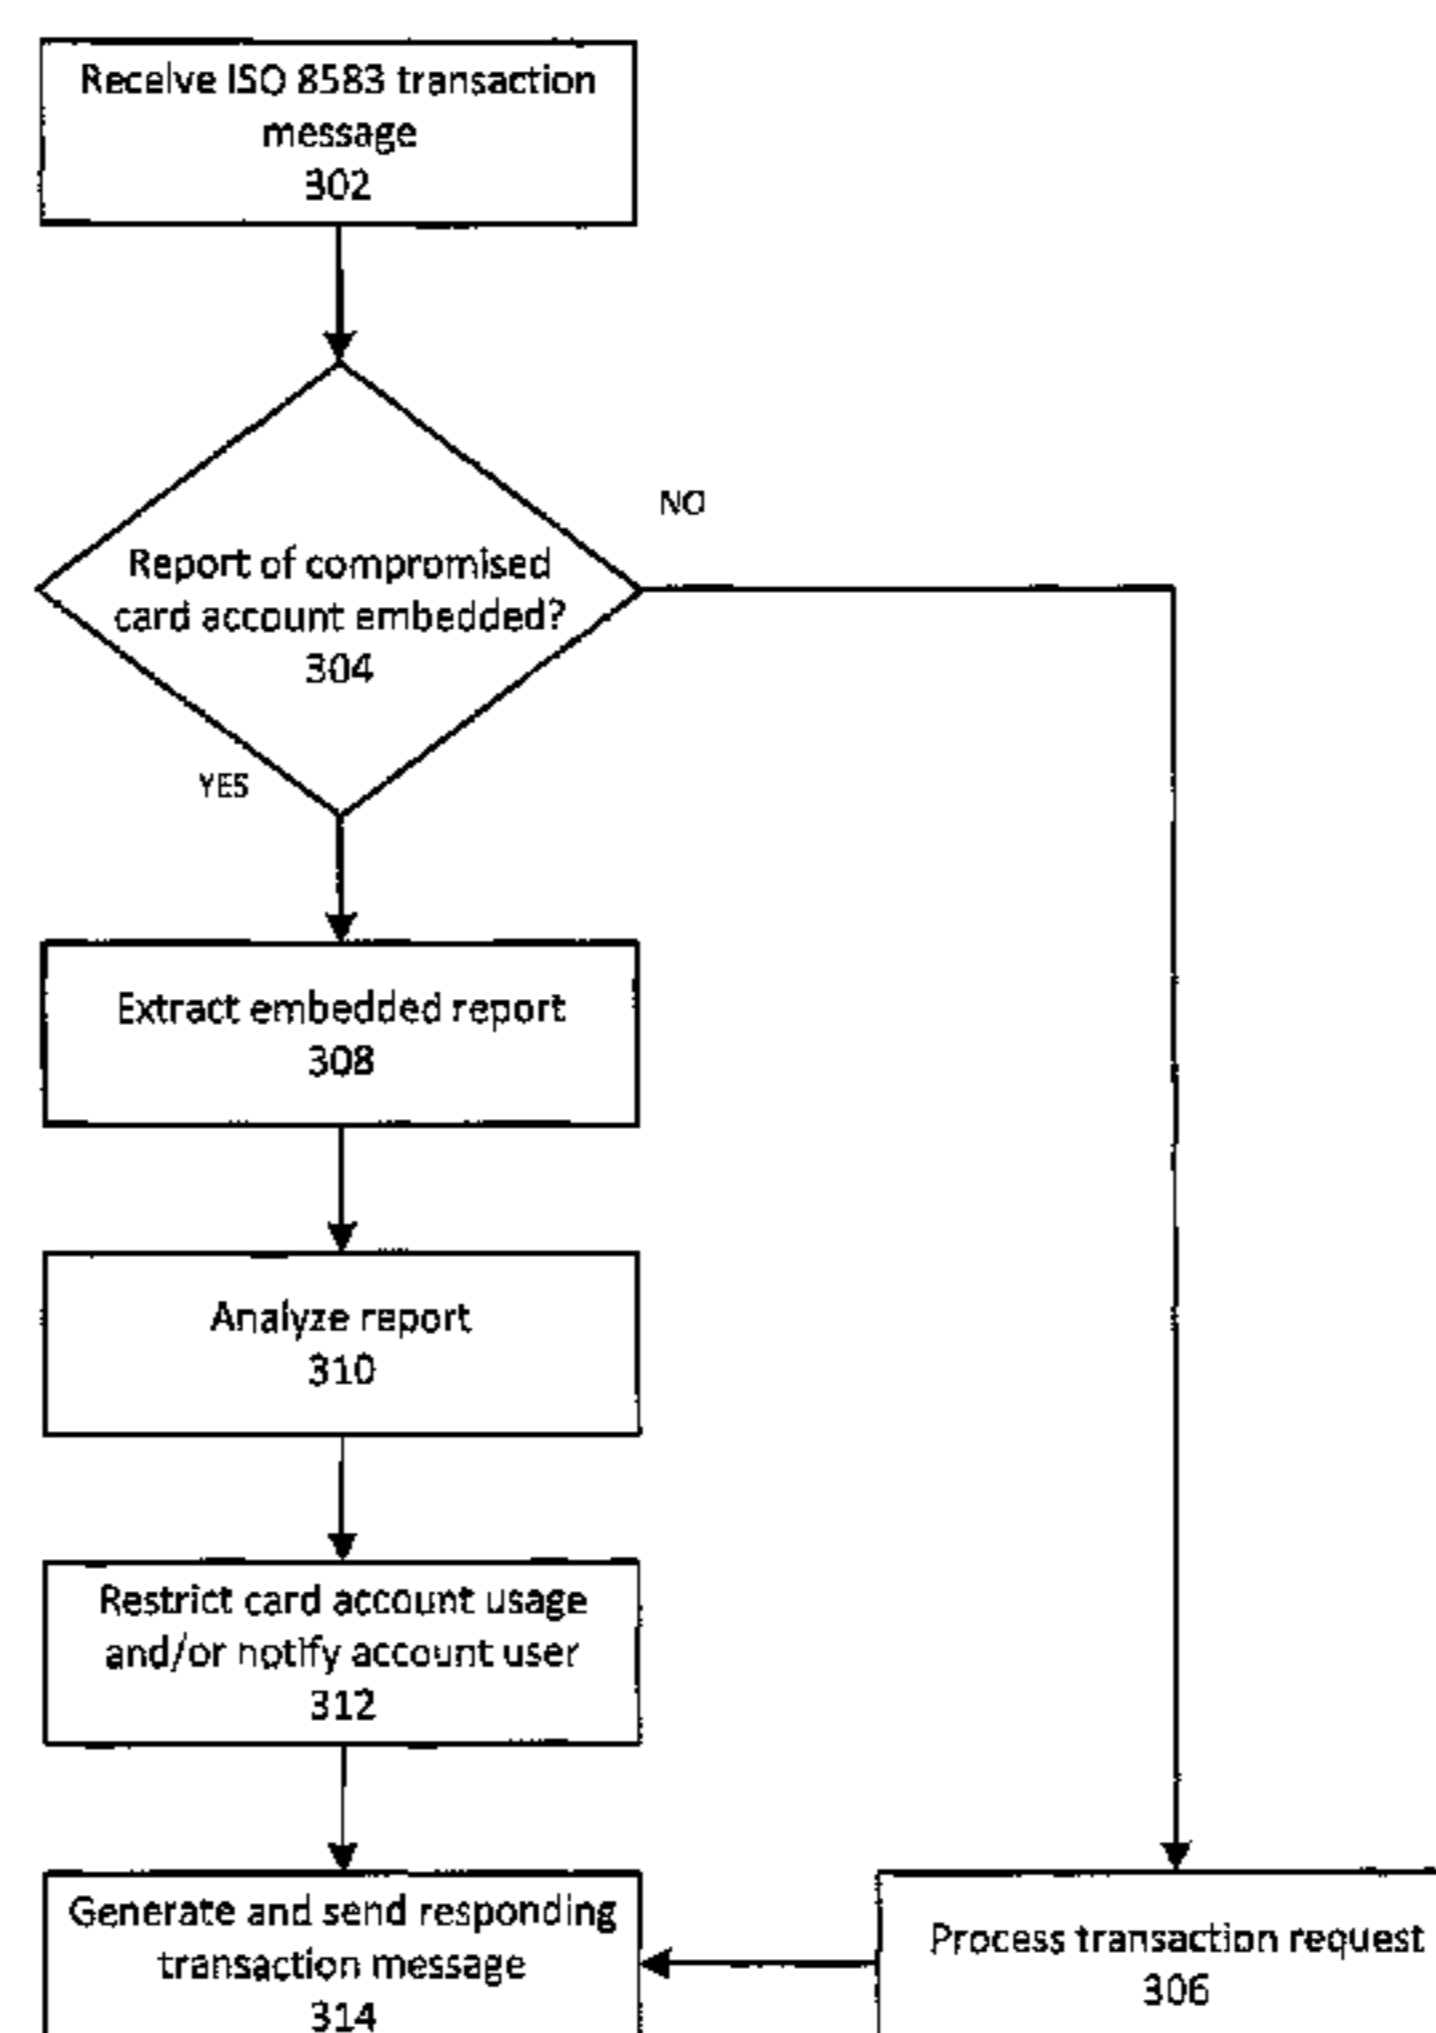 Receive ISO 8583 transaction
message
302
NO
Report of compromised
card account embedded?
304
YES
Extract embedded report
308
Analyze report
310
Restrict card account usage
and/or notify account user
312
Generate and send responding
transaction message
314
Process transaction request
306